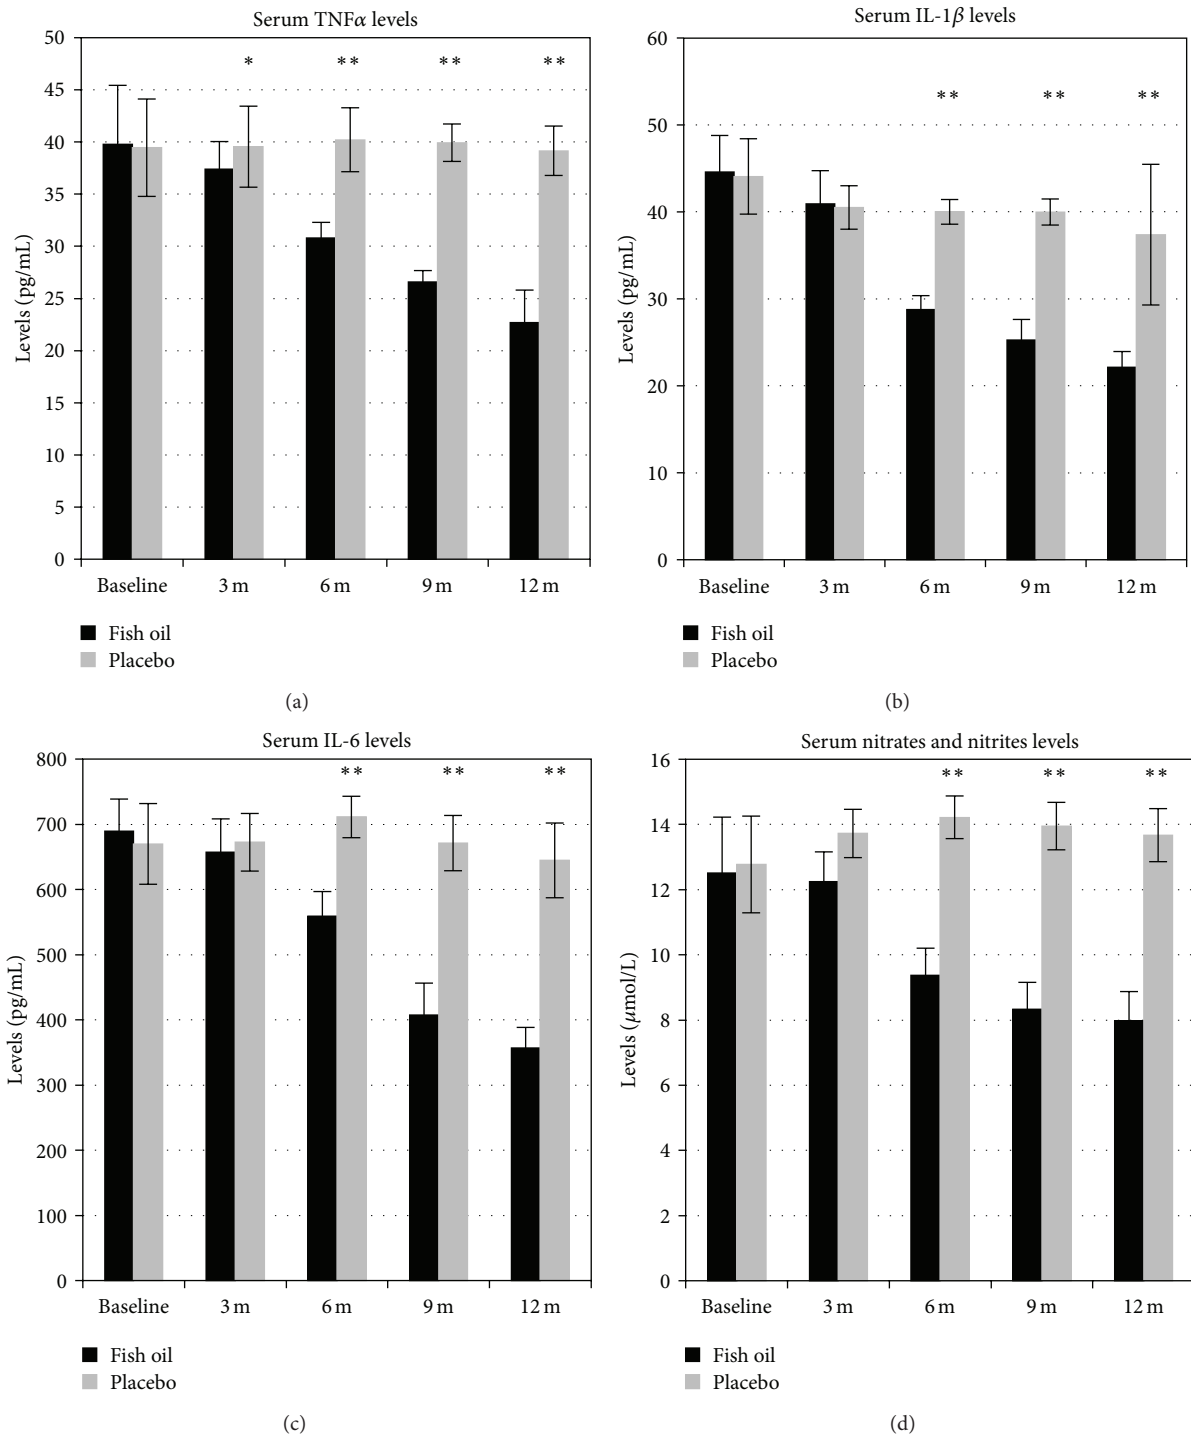 Serum TNFα levels
50
45
40
35
30
25
20
15
10
5
0
Levels (pg/mL)
* ** ** **
Baseline 3 m 6 m 9 m 12 m
Fish oil
Placebo
(a)
Serum IL-1β levels
60
50
40
30
20
10
0
Levels (pg/mL)
** ** **
Baseline 3 m 6 m 9 m 12 m
Fish oil
Placebo
(b)
Serum IL-6 levels
800
700
600
500
400
300
200
100
0
Levels (pg/mL)
** ** **
Baseline 3 m 6 m 9 m 12 m
Fish oil
Placebo
(c)
Serum nitrates and nitrites levels
16
14
12
10
8
6
4
2
0
Levels (μmol/L)
** ** **
Baseline 3 m 6 m 9 m 12 m
Fish oil
Placebo
(d)